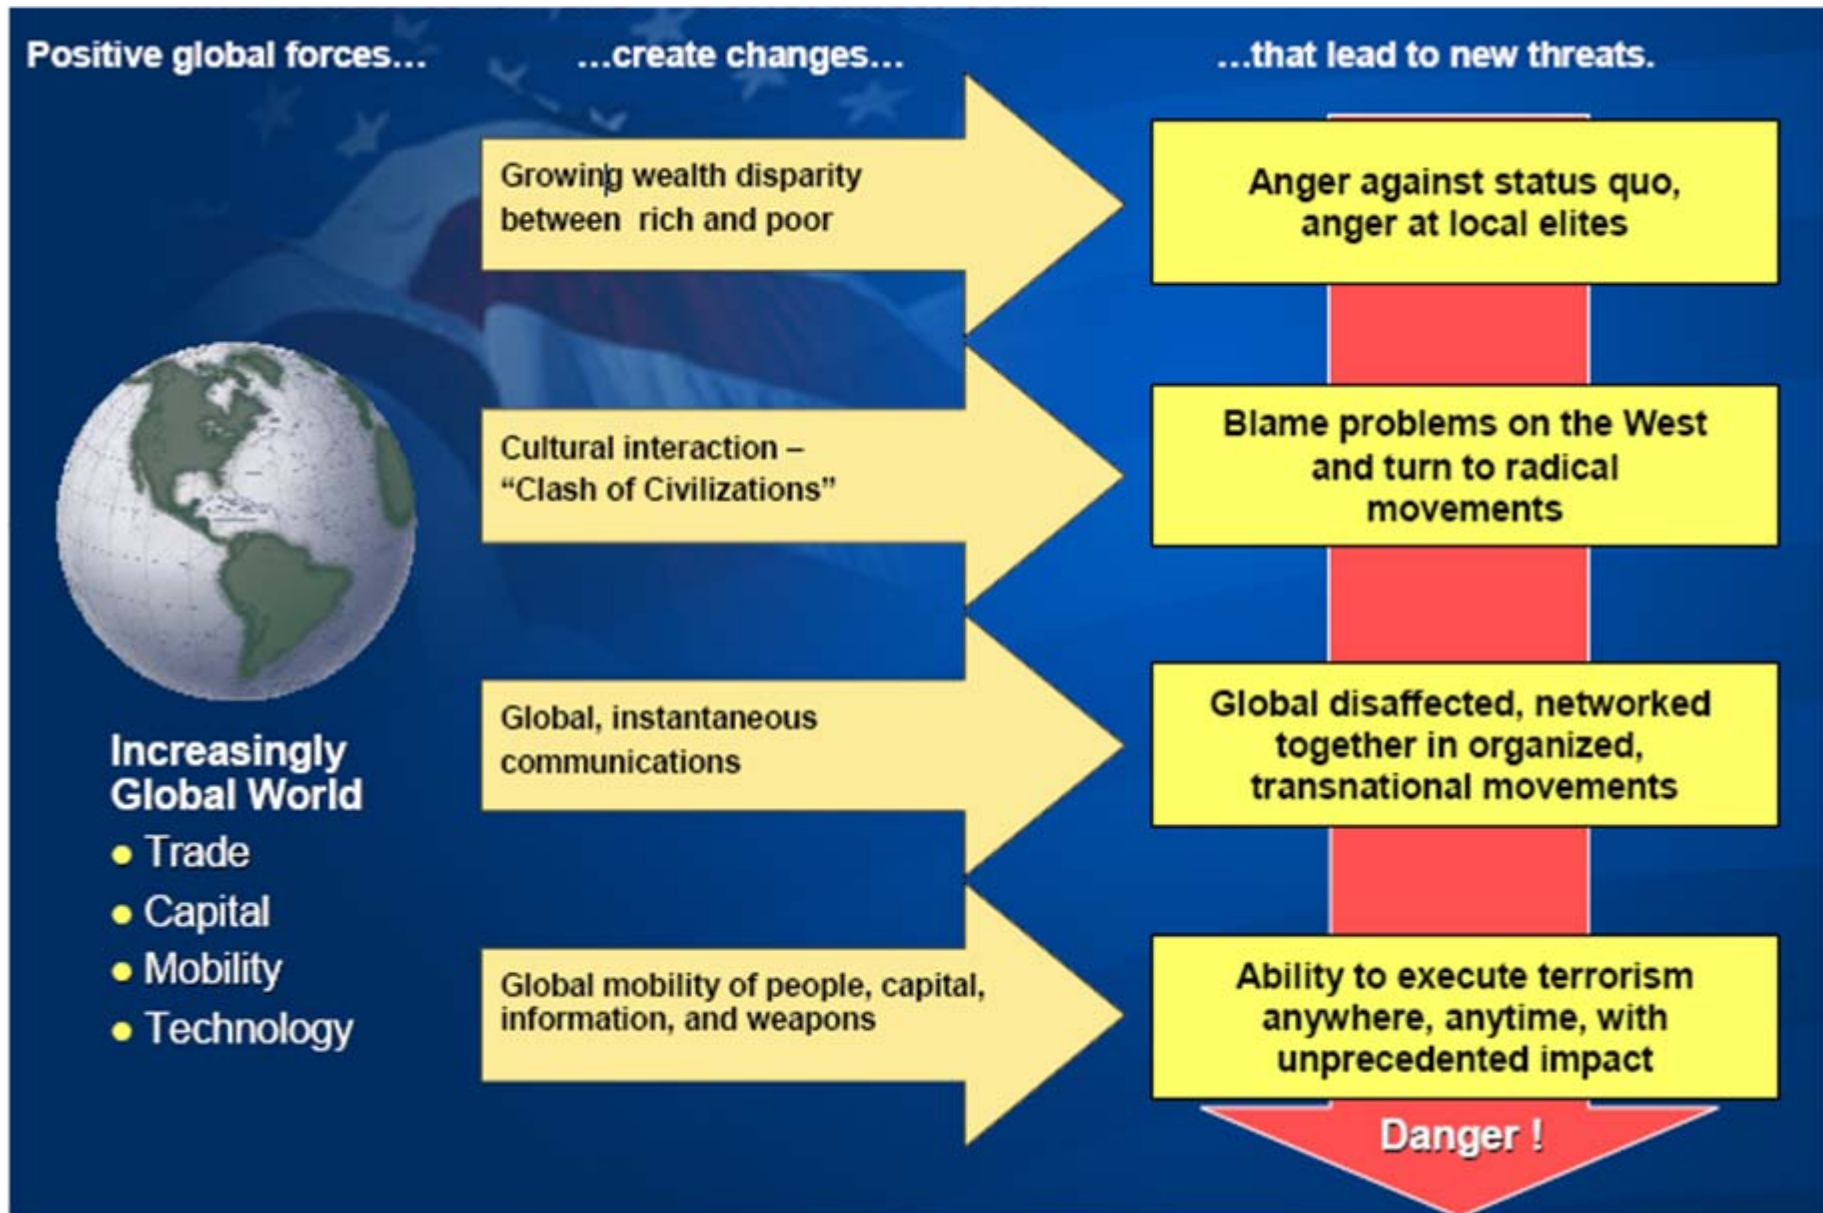 Positive global forces...
...create changes...
...that lead to new threats.
Growing wealth disparity
between  rich and poor
Anger against status quo,
anger at local elites
Cultural interaction –
“Clash of Civilizations”
Blame problems on the West
and turn to radical
movements
Global, instantaneous
communications
Global disaffected, networked
together in organized,
transnational movements
Increasingly
Global World
● Trade
● Capital
● Mobility
● Technology
Global mobility of people, capital,
information, and weapons
Ability to execute terrorism
anywhere, anytime, with
unprecedented impact
Danger !